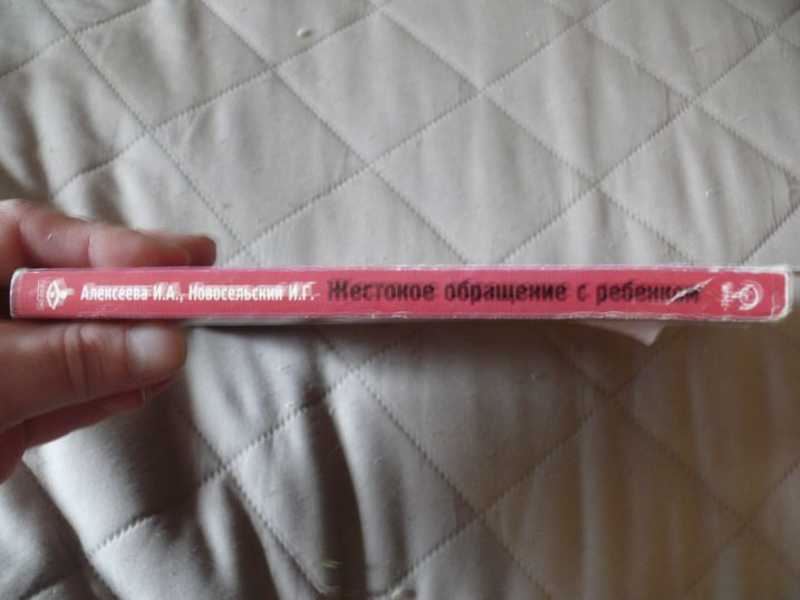 Алексеева И.А., Новосельский И.Г. Жестокое обращение с ребенком